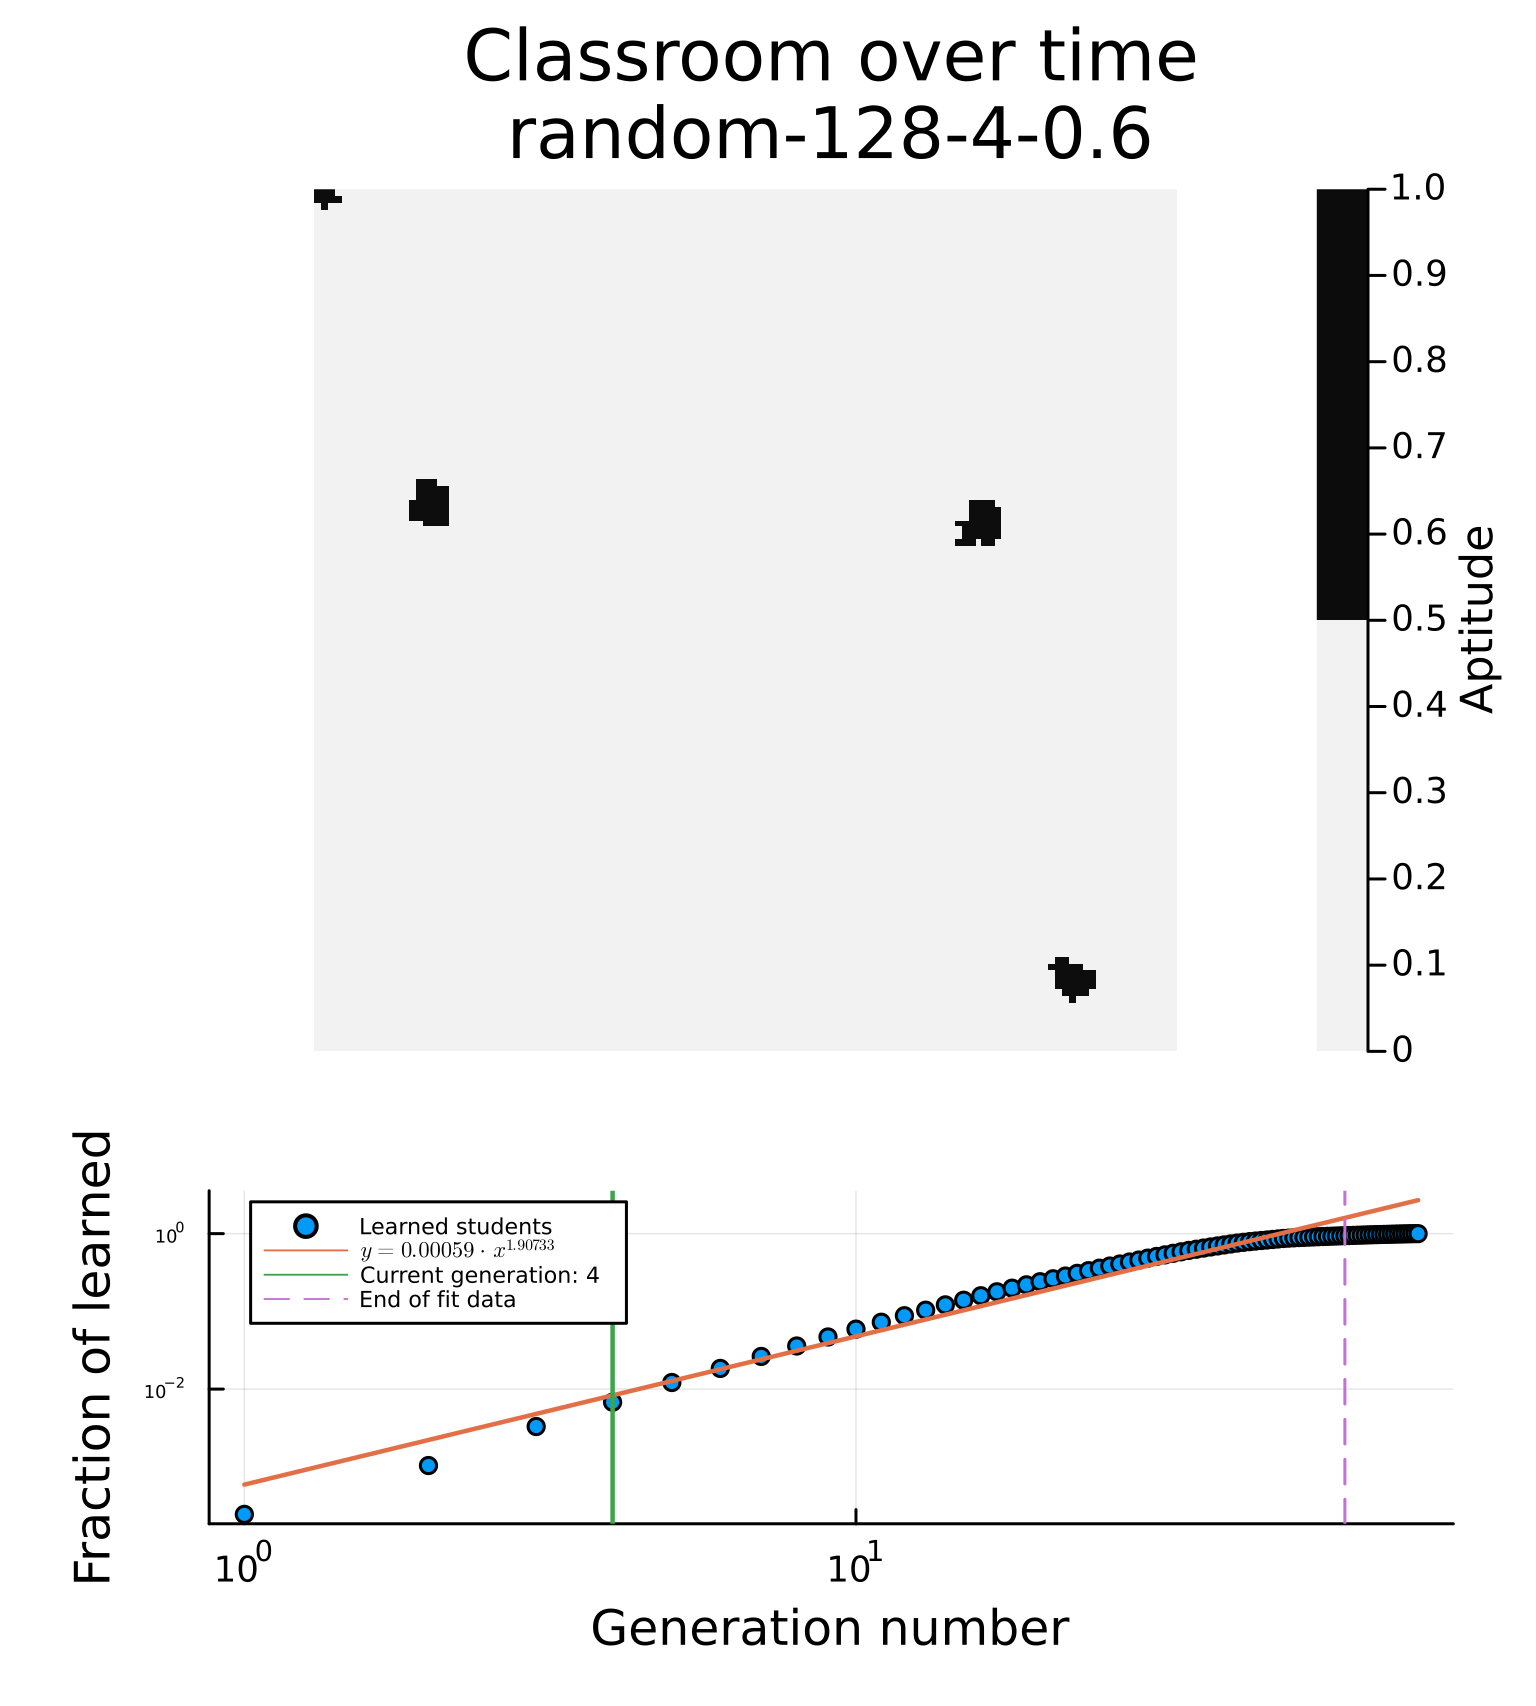 Classroom over time
random-128-4-0.6
1.0
0.9
0.8
0.7
0.6
0.5
0.4
0.3
0.2
0.1
0
Aptitude
Fraction of learned
10⁰
10⁻²
Learned students
y = 0.00059 · x^1.90733
Current generation: 4
End of fit data
10⁰
10¹
Generation number